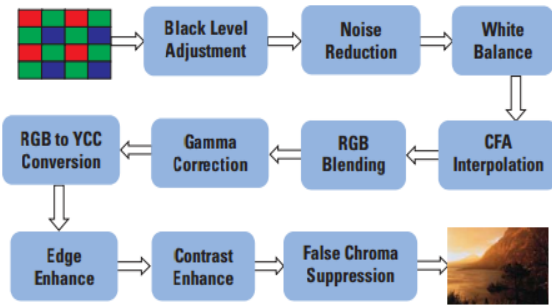 Black Level
Adjustment
Noise
Reduction
White
Balance
CFA
Interpolation
RGB
Blending
Gamma
Correction
RGB to YCC
Conversion
Edge
Enhance
Contrast
Enhance
False Chroma
Suppression